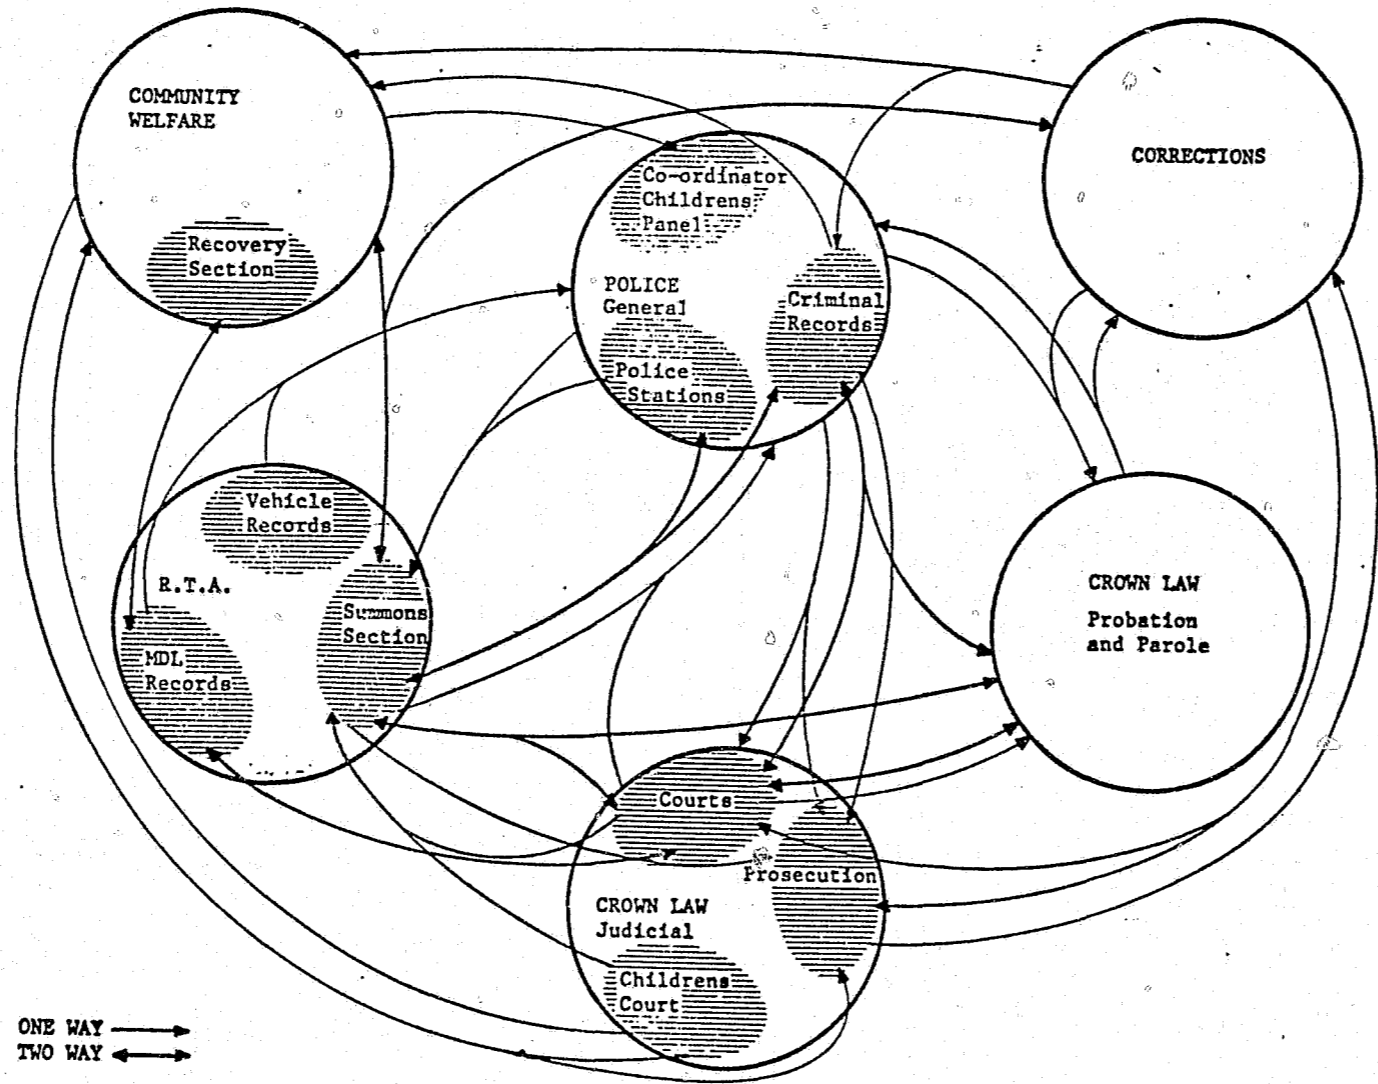 COMMUNITY
WELFARE
Recovery
Section
CORRECTIONS
Co-ordinator
Childrens
Panel
POLICE
General
Criminal
Records
Police
Stations
Vehicle
Records
R.T.A.
Summons
Section
MDL
Records
CROWN LAW
Probation
and Parole
Courts
Prosecution
CROWN LAW
Judicial
Childrens
Court
ONE WAY
TWO WAY